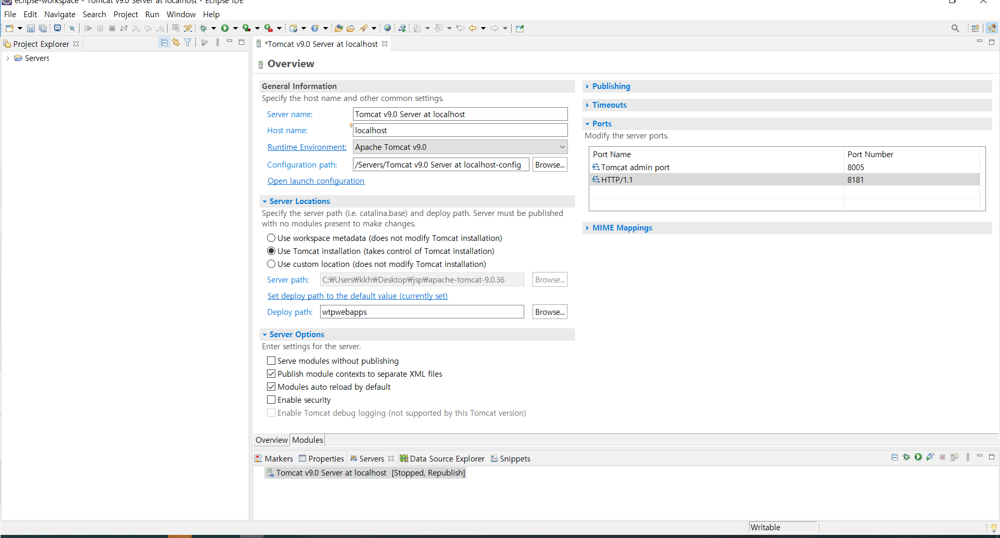 eclipse-workspace - Tomcat v9.0 Server at localhost - Eclipse IDE
File Edit Navigate Search Project Run Window Help
Project Explorer
Servers
*Tomcat v9.0 Server at localhost
Overview
General Information
Specify the host name and other common settings.
Server name: Tomcat v9.0 Server at localhost
Host name: localhost
Runtime Environment: Apache Tomcat v9.0
Configuration path: /Servers/Tomcat v9.0 Server at localhost-config Browse...
Open launch configuration
Server Locations
Specify the server path (i.e. catalina.base) and deploy path. Server must be published
with no modules present to make changes.
Use workspace metadata (does not modify Tomcat installation)
Use Tomcat installation (takes control of Tomcat installation)
Use custom location (does not modify Tomcat installation)
Server path: C:₩Users₩kkh₩Desktop₩jsp₩apache-tomcat-9.0.36 Browse...
Set deploy path to the default value (currently set)
Deploy path: wtpwebapps Browse...
Server Options
Enter settings for the server.
Serve modules without publishing
Publish module contexts to separate XML files
Modules auto reload by default
Enable security
Enable Tomcat debug logging (not supported by this Tomcat version)
Publishing
Timeouts
Ports
Modify the server ports.
Port Name Port Number
Tomcat admin port 8005
HTTP/1.1 8181
MIME Mappings
Overview Modules
Markers Properties Servers Data Source Explorer Snippets
Tomcat v9.0 Server at localhost [Stopped, Republish]
Writable